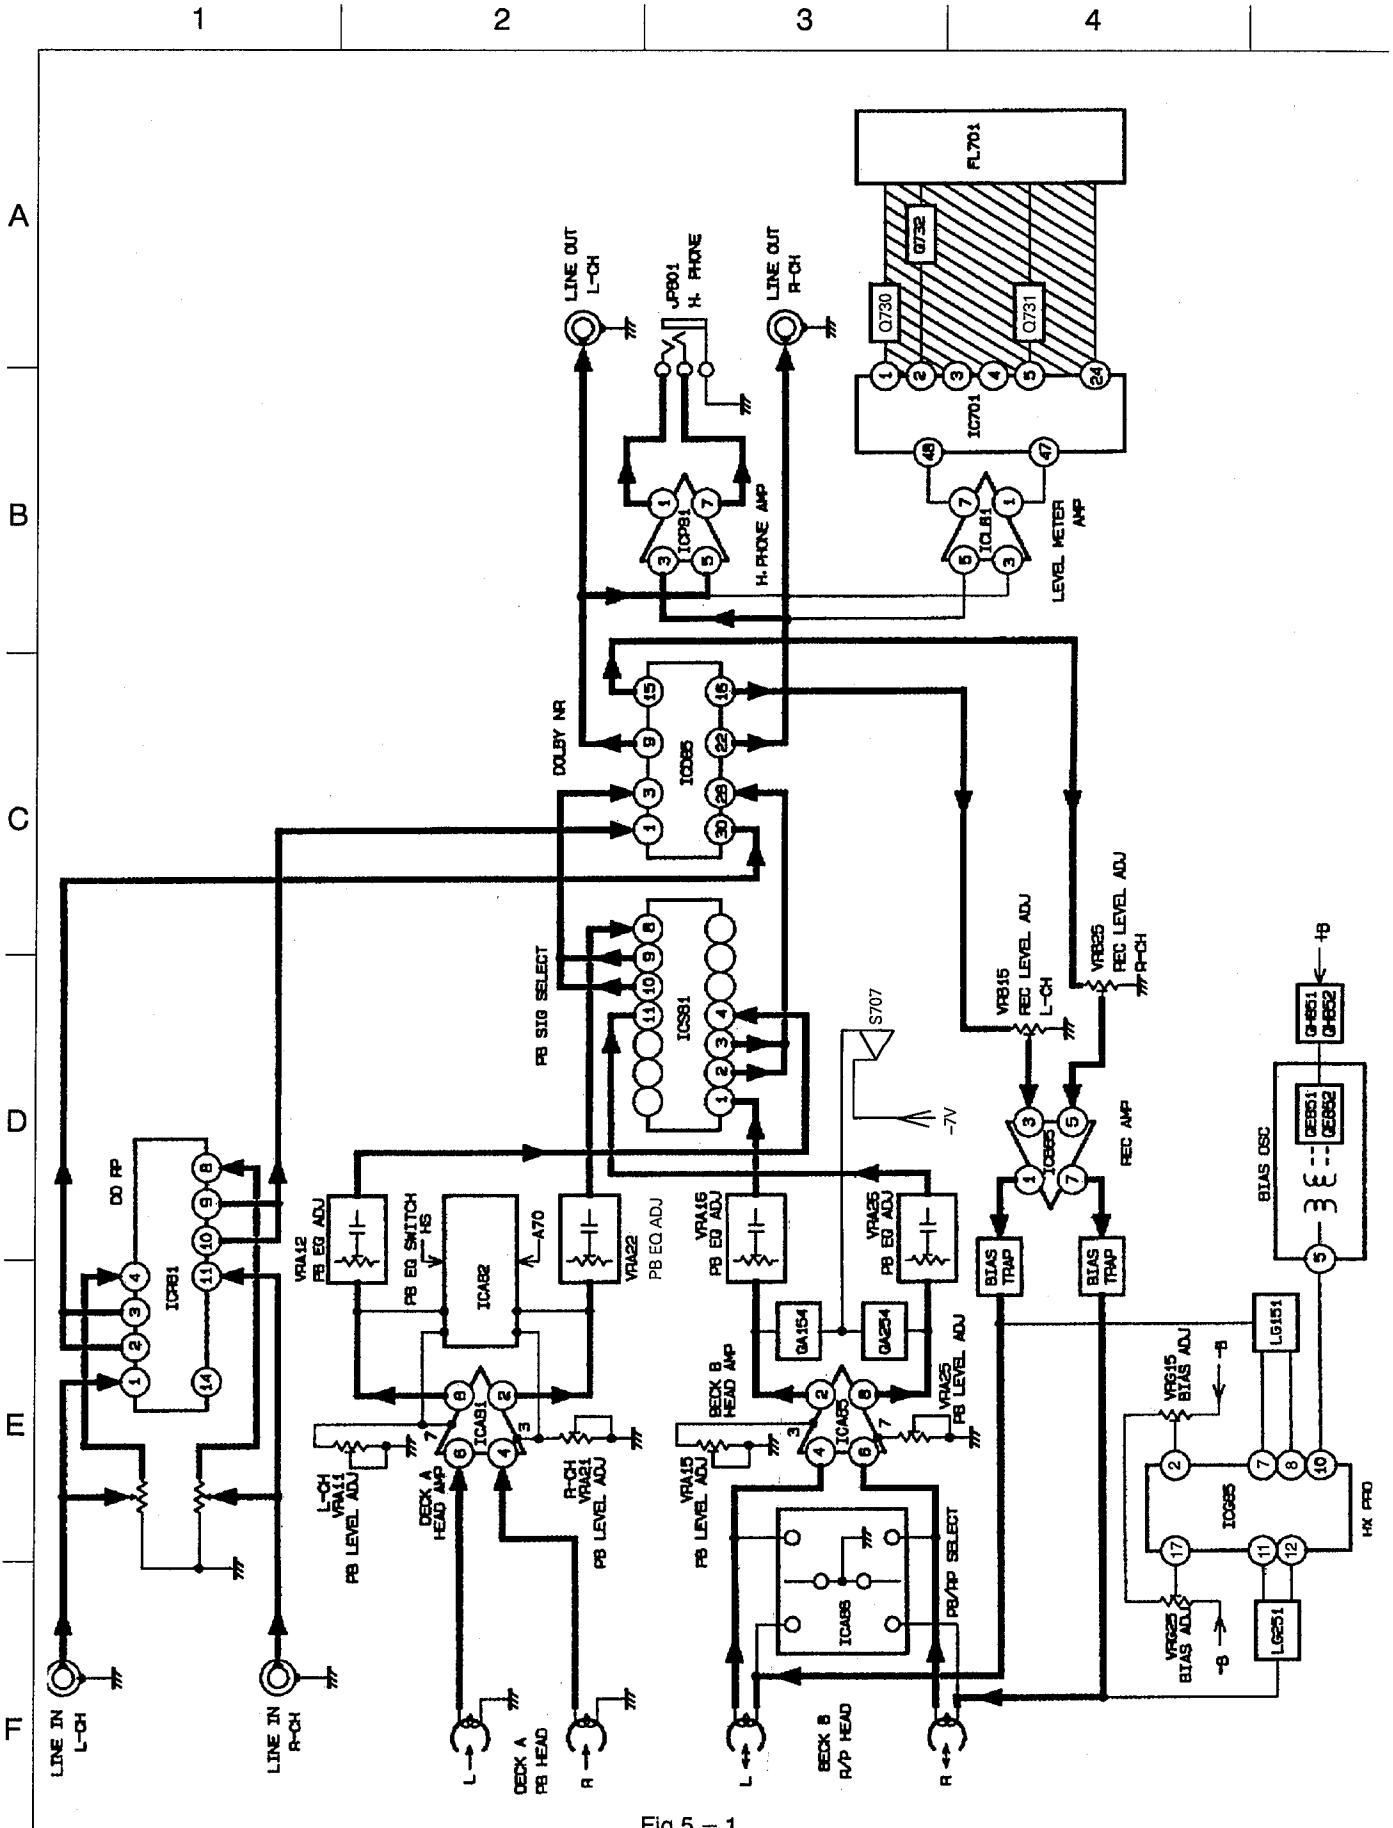 1
2
3
4
A
B
C
D
E
F
FL701
Q732
Q730
Q731
1
2
3
4
5
24
IC701
48
47
7
1
ICL81
5
3
LEVEL METER
AMP
LINE OUT
L-CH
JP801
H. PHONE
LINE OUT
R-CH
1
7
ICP81
3
5
H.PHONE AMP
DOLBY NR
15
16
9
22
ICD85
3
28
1
30
PB SIG SELECT
8
9
10
11
ICS81
4
3
2
1
S707
-7V
VRB15
REC LEVEL ADJ
L-CH
VRB25
REC LEVEL ADJ
R-CH
3
5
ICB85
1
7
REC AMP
BIAS
TRAP
BIAS
TRAP
+B
QH851
QH852
QE851
QE852
BIAS OSC
5
CD RP
8
9
10
11
4
3
2
1
14
ICR81
VRA12
PB EQ ADJ
PB EQ SWITCH
HS
ICA82
A70
VRA22
PB EQ ADJ
VRA16
PB EQ ADJ
VRA26
PB EQ ADJ
QA154
QA254
L-CH
VRA11
PB LEVEL ADJ
DECK A
HEAD AMP
8
2
7
3
ICA81
6
4
R-CH
VRA21
PB LEVEL ADJ
BECK B
HEAD AMP
VRA15
PB LEVEL ADJ
2
8
3
7
ICA85
4
6
VRA25
PB LEVEL ADJ
ICA86
PB/RP SELECT
LG151
VRG15
BIAS ADJ
-B
2
7
8
10
ICG85
17
11
12
HX PRO
VRG25
BIAS ADJ
-B
LG251
LINE IN
L-CH
LINE IN
R-CH
L
DECK A
PB HEAD
R
L
BECK B
R/P HEAD
R
Fig.5 – 1